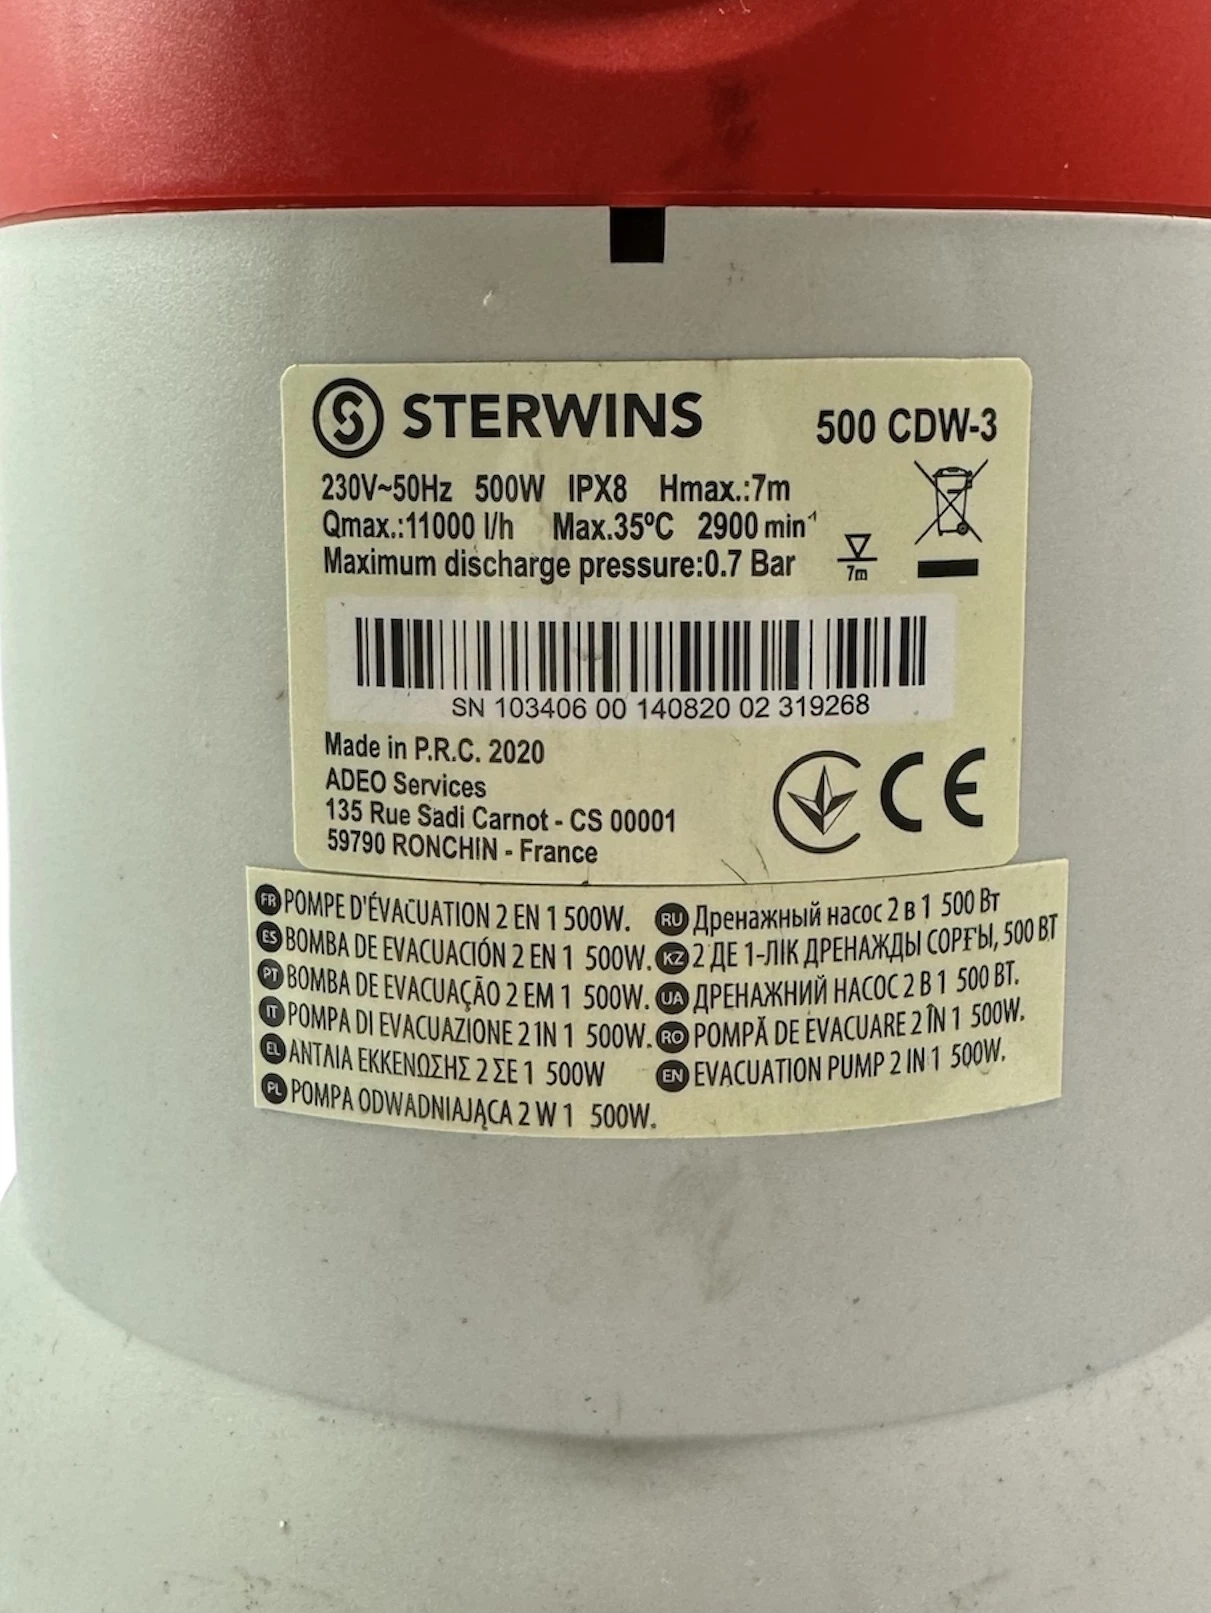 STERWINS 500 CDW-3
230V~50Hz 500W IPX8 Hmax.:7m
Qmax.:11000 l/h Max.35ºC 2900 min⁻¹
Maximum discharge pressure:0.7 Bar
7m
SN 103406 00 140820 02 319268
Made in P.R.C. 2020
ADEO Services
135 Rue Sadi Carnot - CS 00001
59790 RONCHIN - France
CE
FR POMPE D'ÉVACUATION 2 EN 1 500W.
ES BOMBA DE EVACUACIÓN 2 EN 1 500W.
PT BOMBA DE EVACUAÇÃO 2 EM 1 500W.
IT POMPA DI EVACUAZIONE 2 IN 1 500W.
EL ΑΝΤΛΙΑ ΕΚΚΕΝΩΣΗΣ 2 ΣΕ 1 500W
PL POMPA ODWADNIAJĄCA 2 W 1 500W.
RU Дренажный насос 2 в 1 500 Вт
KZ 2 ДЕ 1-ЛІК ДРЕНАЖДЫ СОРҒЫ, 500 ВТ
UA ДРЕНАЖНИЙ НАСОС 2 В 1 500 ВТ.
RO POMPĂ DE EVACUARE 2 ÎN 1 500W.
EN EVACUATION PUMP 2 IN 1 500W.